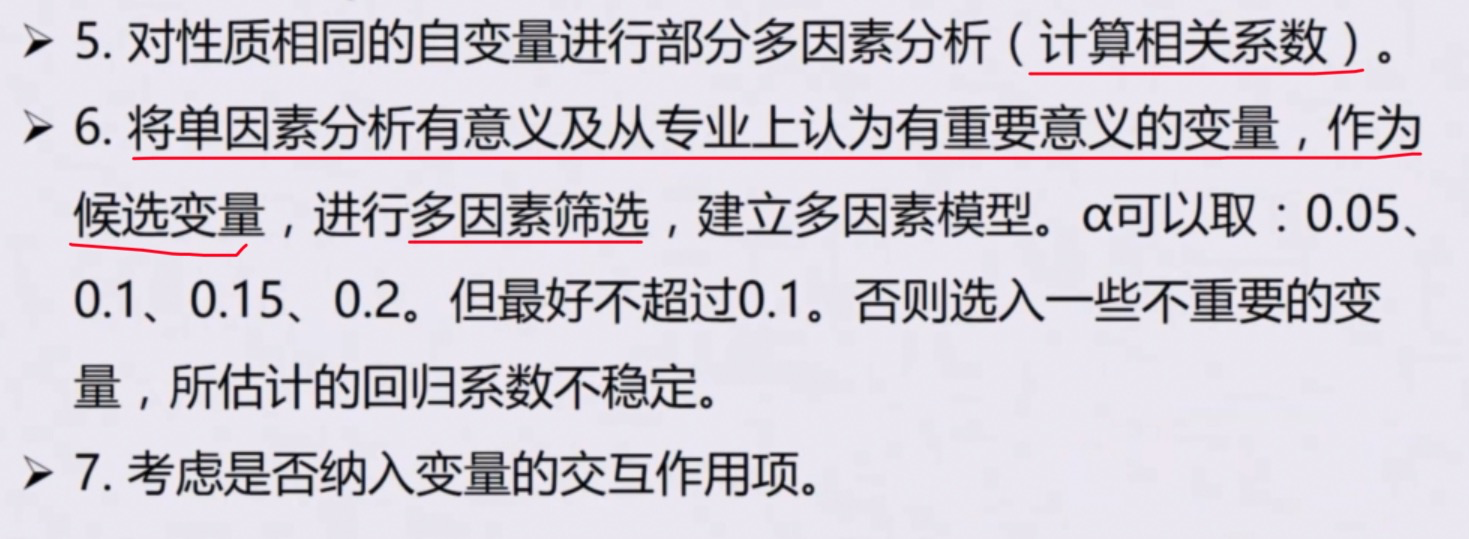 ➢ 5. 对性质相同的自变量进行部分多因素分析（计算相关系数）。
➢ 6. 将单因素分析有意义及从专业上认为有重要意义的变量，作为
候选变量，进行多因素筛选，建立多因素模型。α可以取：0.05、
0.1、0.15、0.2。但最好不超过0.1。否则选入一些不重要的变
量，所估计的回归系数不稳定。
➢ 7. 考虑是否纳入变量的交互作用项。